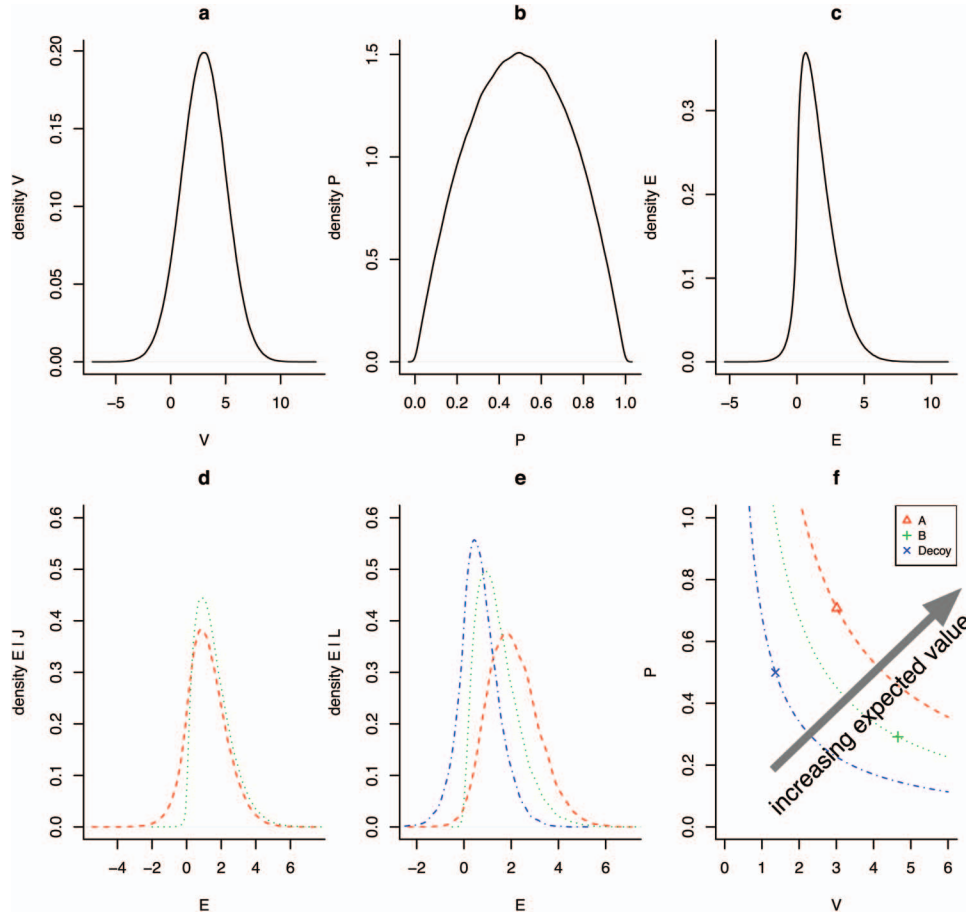 a
density V
0.00 0.05 0.10 0.15 0.20
−5 0 5 10
V
b
density P
0.0 0.5 1.0 1.5
0.0 0.2 0.4 0.6 0.8 1.0
P
c
density E
0.0 0.1 0.2 0.3
−5 0 5 10
E
d
density E I J
0.0 0.1 0.2 0.3 0.4 0.5 0.6
−4 −2 0 2 4 6
E
e
density E I L
0.0 0.1 0.2 0.3 0.4 0.5 0.6
−2 0 2 4 6
E
f
P
0.0 0.2 0.4 0.6 0.8 1.0
A
B
Decoy
increasing expected value
0 1 2 3 4 5 6
V